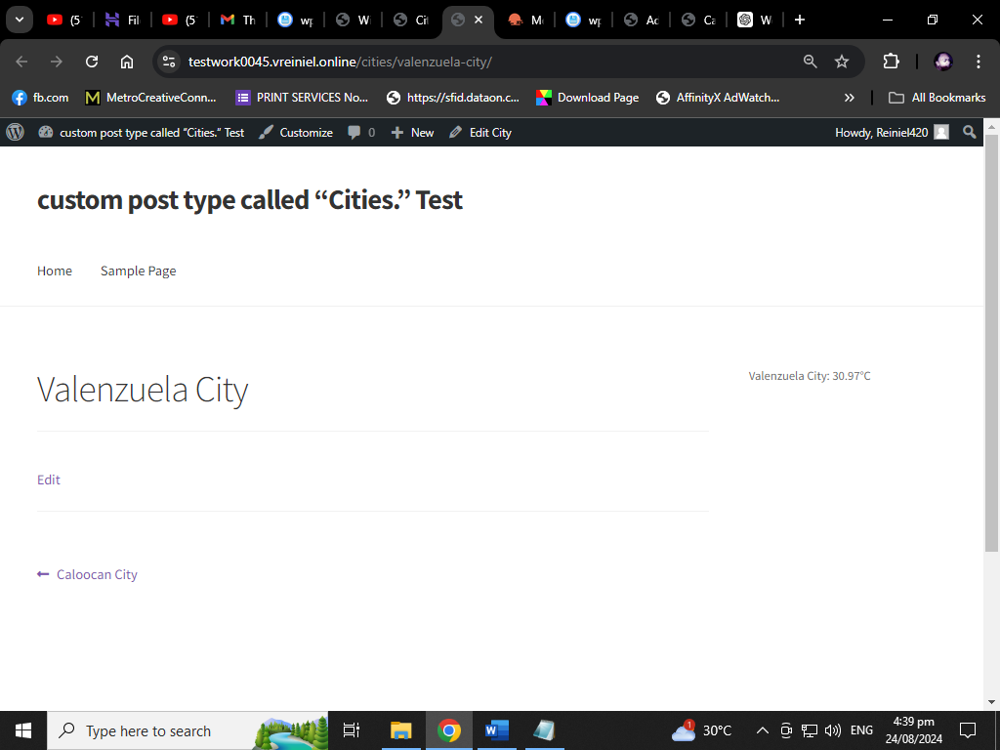 (5
File
(5
Th
wp
W
Cit
M
wp
Ac
Ca
W
testwork0045.vreiniel.online/cities/valenzuela-city/
fb.com
MetroCreativeConn...
PRINT SERVICES No...
https://sfid.dataon.c...
Download Page
AffinityX AdWatch...
All Bookmarks
custom post type called “Cities.” Test
Customize
0
New
Edit City
Howdy, Reiniel420
custom post type called “Cities.” Test
Home
Sample Page
Valenzuela City
Valenzuela City: 30.97°C
Edit
Caloocan City
Type here to search
1
30°C
ENG
4:39 pm
24/08/2024